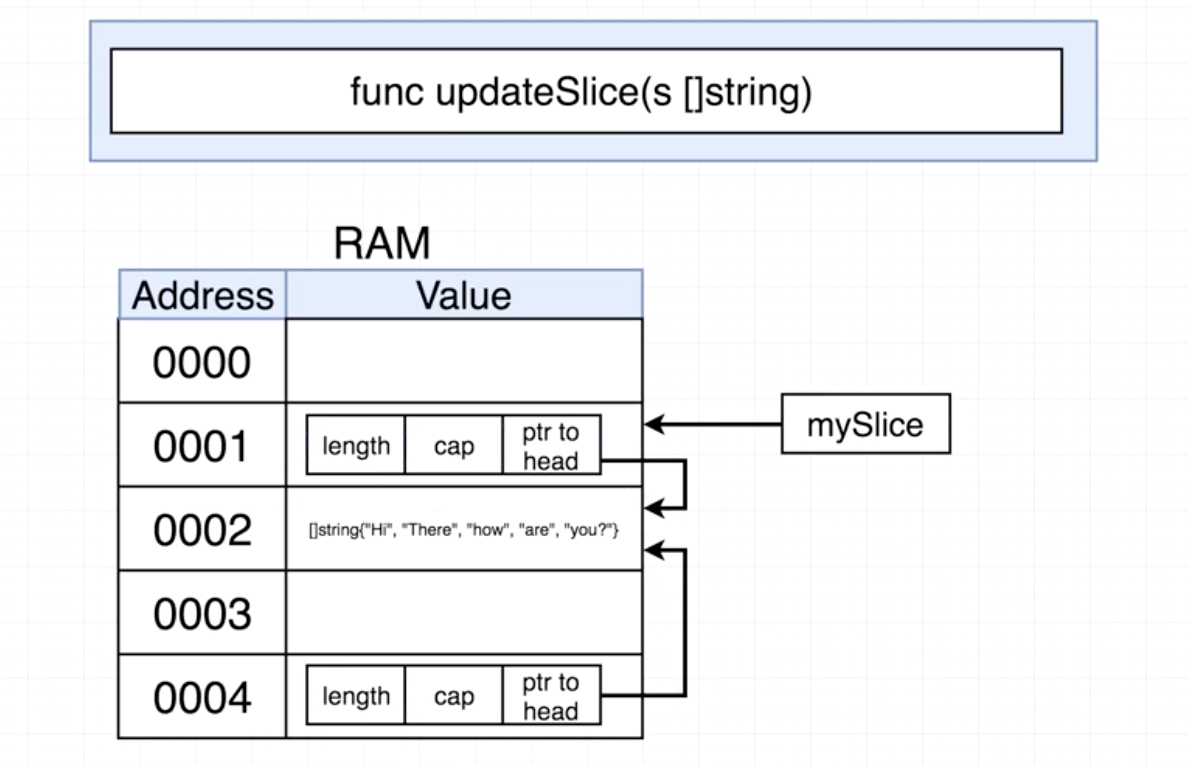 func updateSlice(s []string)
RAM
Address Value
0000
0001 length cap ptr to head
mySlice
0002 []string{"Hi", "There", "how", "are", "you?"}
0003
0004 length cap ptr to head